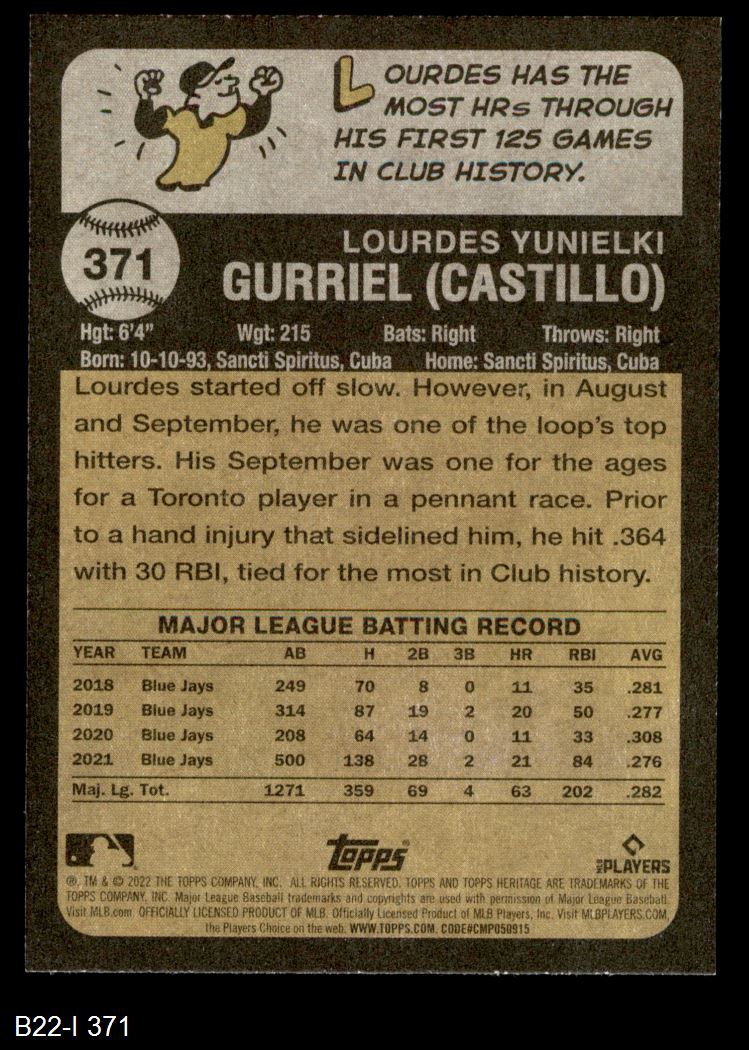 LOURDES HAS THE
MOST HRs THROUGH
HIS FIRST 125 GAMES
IN CLUB HISTORY.
371
LOURDES YUNIELKI
GURRIEL (CASTILLO)
Hgt: 6'4" Wgt: 215 Bats: Right Throws: Right
Born: 10-10-93, Sancti Spiritus, Cuba Home: Sancti Spiritus, Cuba
Lourdes started off slow. However, in August
and September, he was one of the loop's top
hitters. His September was one for the ages
for a Toronto player in a pennant race. Prior
to a hand injury that sidelined him, he hit .364
with 30 RBI, tied for the most in Club history.
MAJOR LEAGUE BATTING RECORD
YEAR TEAM AB H 2B 3B HR RBI AVG
2018 Blue Jays 249 70 8 0 11 35 .281
2019 Blue Jays 314 87 19 2 20 50 .277
2020 Blue Jays 208 64 14 0 11 33 .308
2021 Blue Jays 500 138 28 2 21 84 .276
Maj. Lg. Tot. 1271 359 69 4 63 202 .282
Topps
MLB PLAYERS
®, TM & © 2022 THE TOPPS COMPANY, INC. ALL RIGHTS RESERVED. TOPPS AND TOPPS HERITAGE ARE TRADEMARKS OF THE
TOPPS COMPANY, INC. Major League Baseball trademarks and copyrights are used with permission of Major League Baseball.
Visit MLB.com. OFFICIALLY LICENSED PRODUCT OF MLB. Officially Licensed Product of MLB Players, Inc. Visit MLBPLAYERS.COM,
the Players Choice on the web. WWW.TOPPS.COM. CODE#CMP050915
B22-I 371